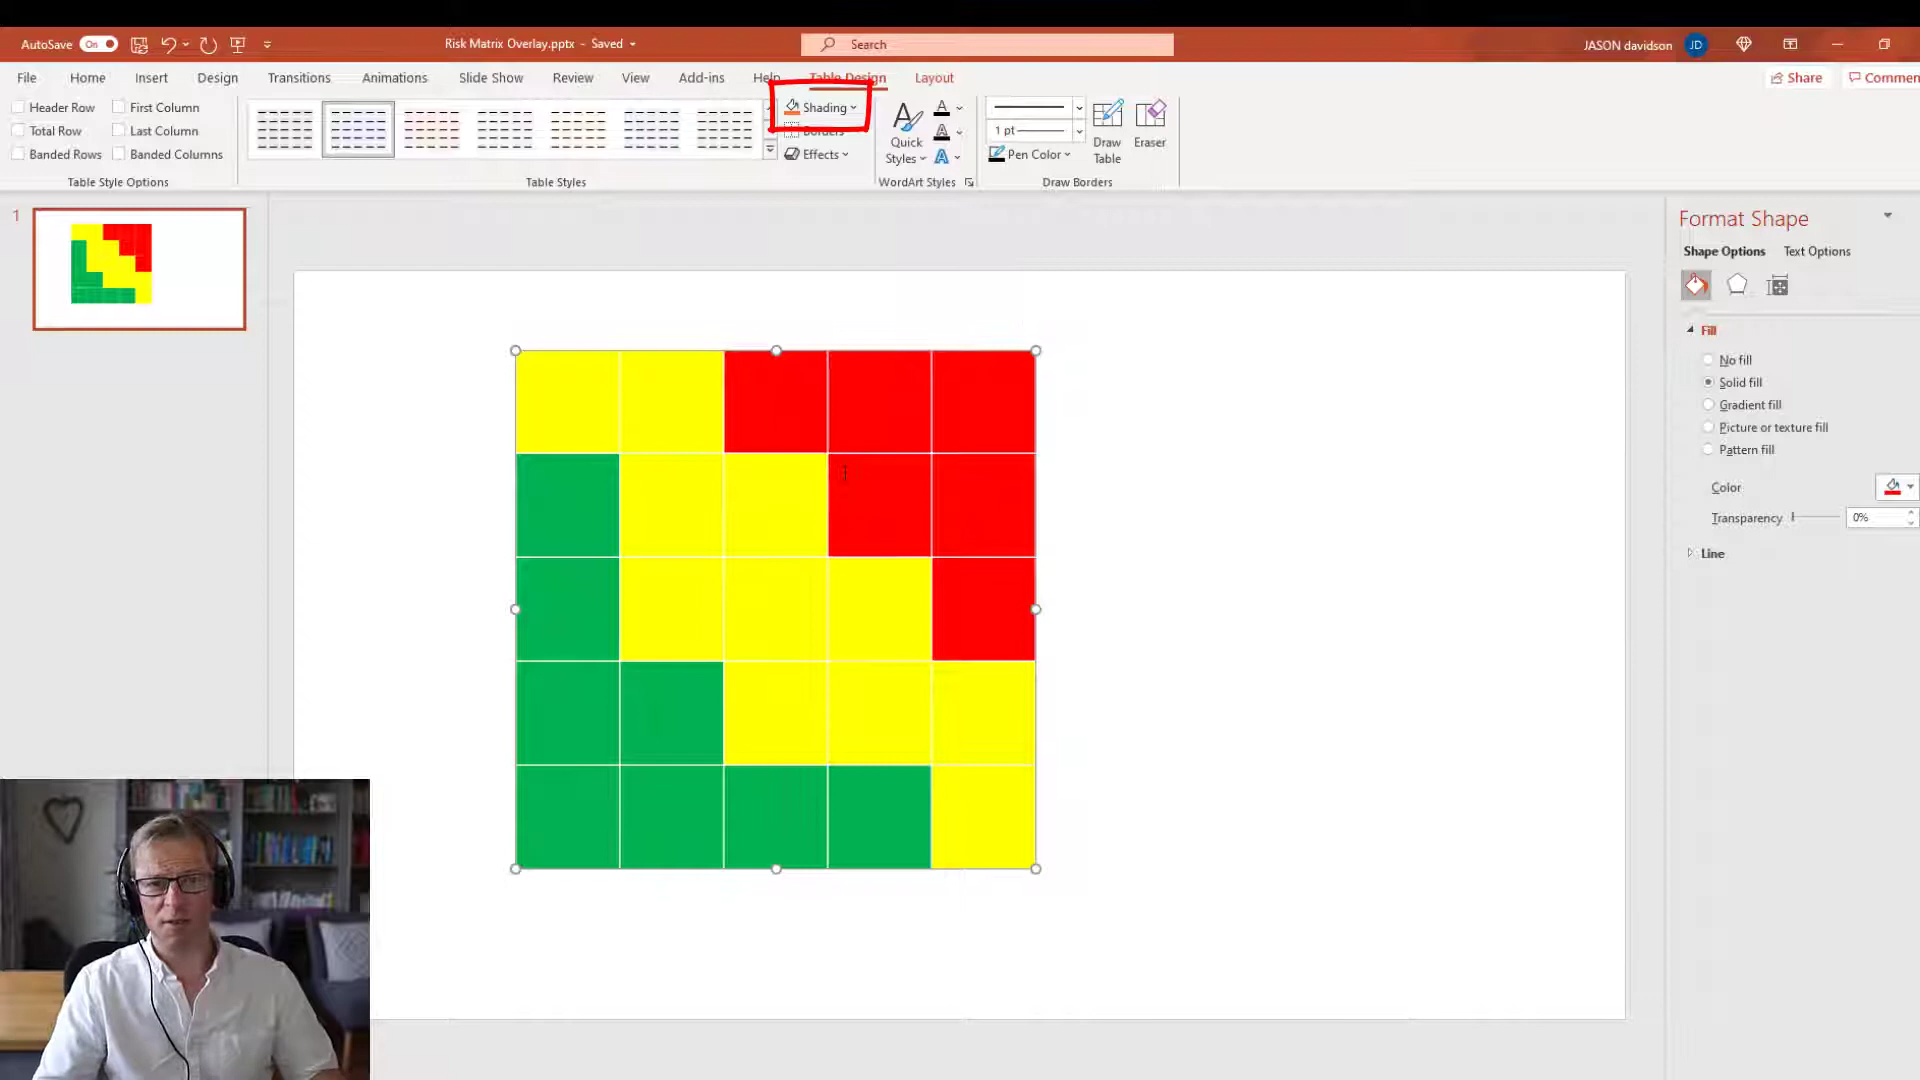 AutoSave On Risk Matrix Overlay.pptx - Saved Search JASON davidson JD
File Home Insert Design Transitions Animations Slide Show Review View Add-ins Help Table Design Layout Share Commen
Header Row First Column
Total Row Last Column
Banded Rows Banded Columns
Table Style Options
Table Styles
Shading
Borders
Effects
Quick
Styles
WordArt Styles
1 pt
Pen Color
Draw
Table
Eraser
Draw Borders
1
Format Shape
Shape Options Text Options
Fill
No fill
Solid fill
Gradient fill
Picture or texture fill
Pattern fill
Color
Transparency 0%
Line